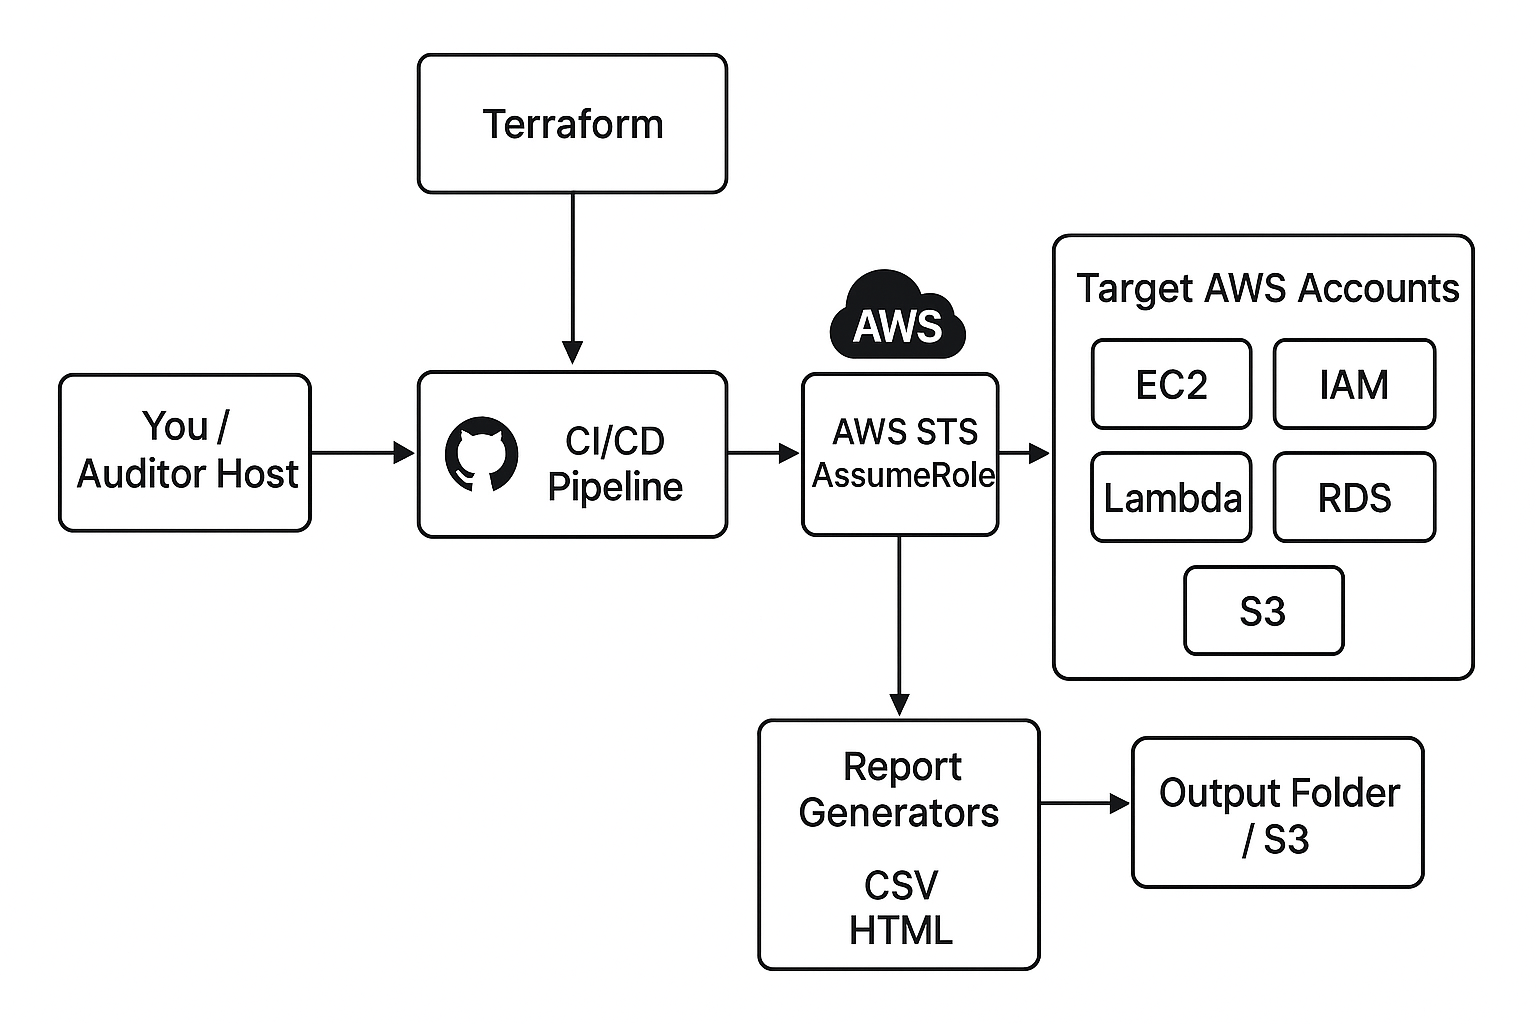 Terraform
AWS
Target AWS Accounts
EC2
IAM
Lambda
RDS
S3
You /
Auditor Host
CI/CD
Pipeline
AWS STS
AssumeRole
Report
Generators
CSV
HTML
Output Folder
/ S3